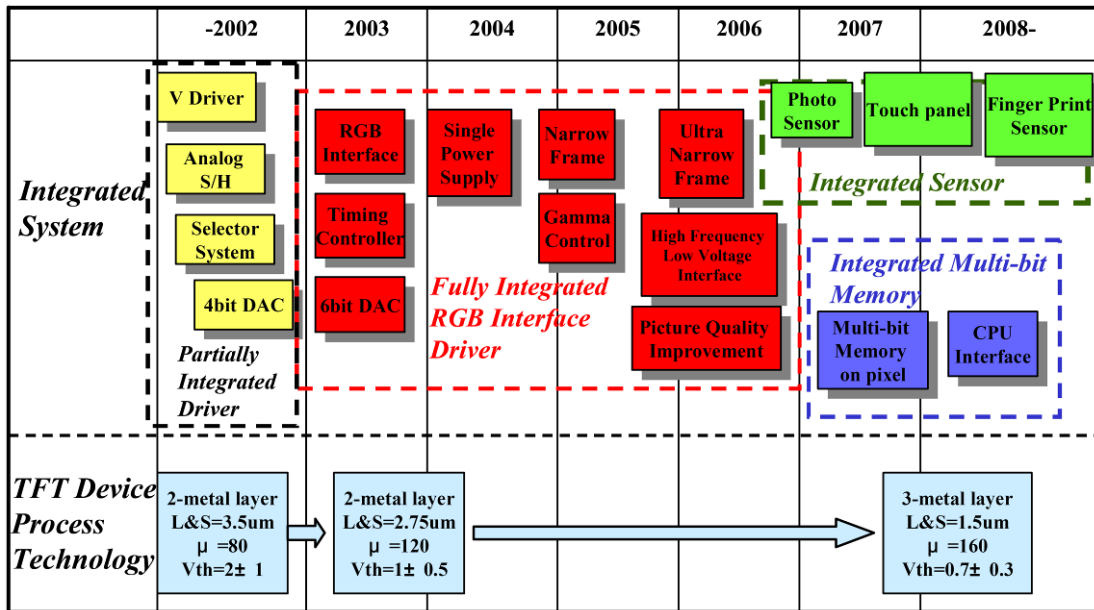 -2002
2003
2004
2005
2006
2007
2008-
Integrated
System
V Driver
Analog
S/H
Selector
System
4bit DAC
Partially
Integrated
Driver
RGB
Interface
Timing
Controller
6bit DAC
Single
Power
Supply
Narrow
Frame
Gamma
Control
Ultra
Narrow
Frame
High Frequency
Low Voltage
Interface
Picture Quality
Improvement
Fully Integrated
RGB Interface
Driver
Photo
Sensor
Touch panel
Finger Print
Sensor
Integrated Sensor
Integrated Multi-bit
Memory
Multi-bit
Memory
on pixel
CPU
Interface
TFT Device
Process
Technology
2-metal layer
L&S=3.5um
μ =80
Vth=2± 1
2-metal layer
L&S=2.75um
μ =120
Vth=1± 0.5
3-metal layer
L&S=1.5um
μ =160
Vth=0.7± 0.3